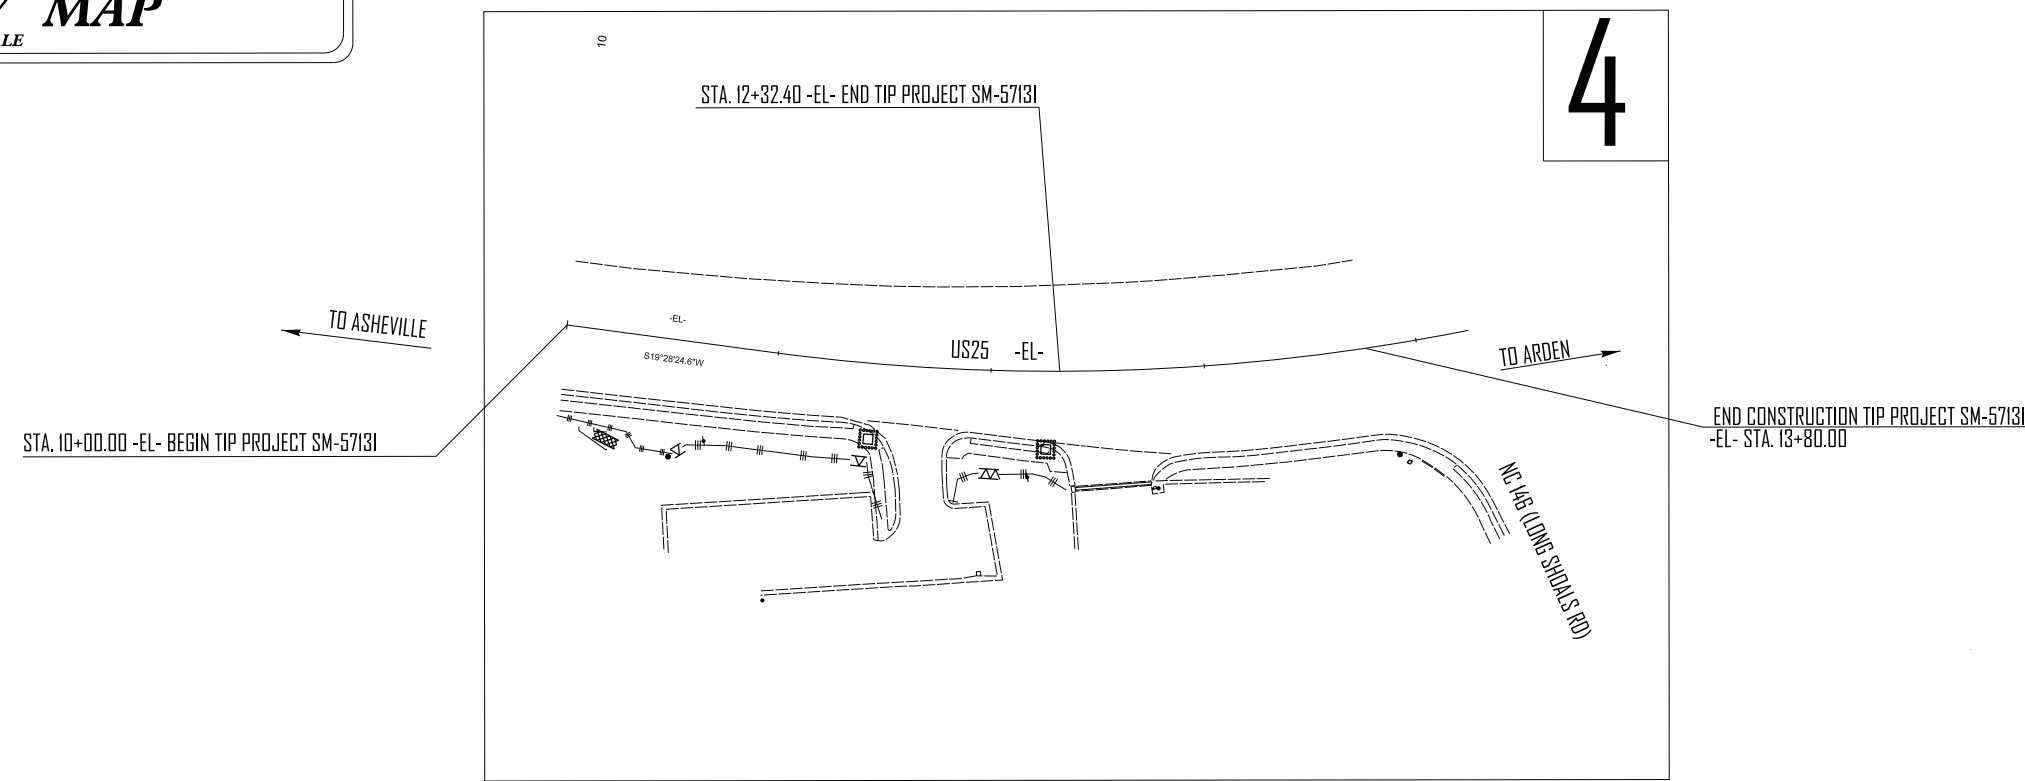 MAP
LE
10
4
STA. 12+32.40 -EL- END TIP PROJECT SM-5713I
TO ASHEVILLE
-EL-
S19°28'24.6"W
US25 -EL-
TO ARDEN
STA. 10+00.00 -EL- BEGIN TIP PROJECT SM-5713I
END CONSTRUCTION TIP PROJECT SM-5713I
-EL- STA. 13+80.00
NC 146 (LONG SHOALS RD)